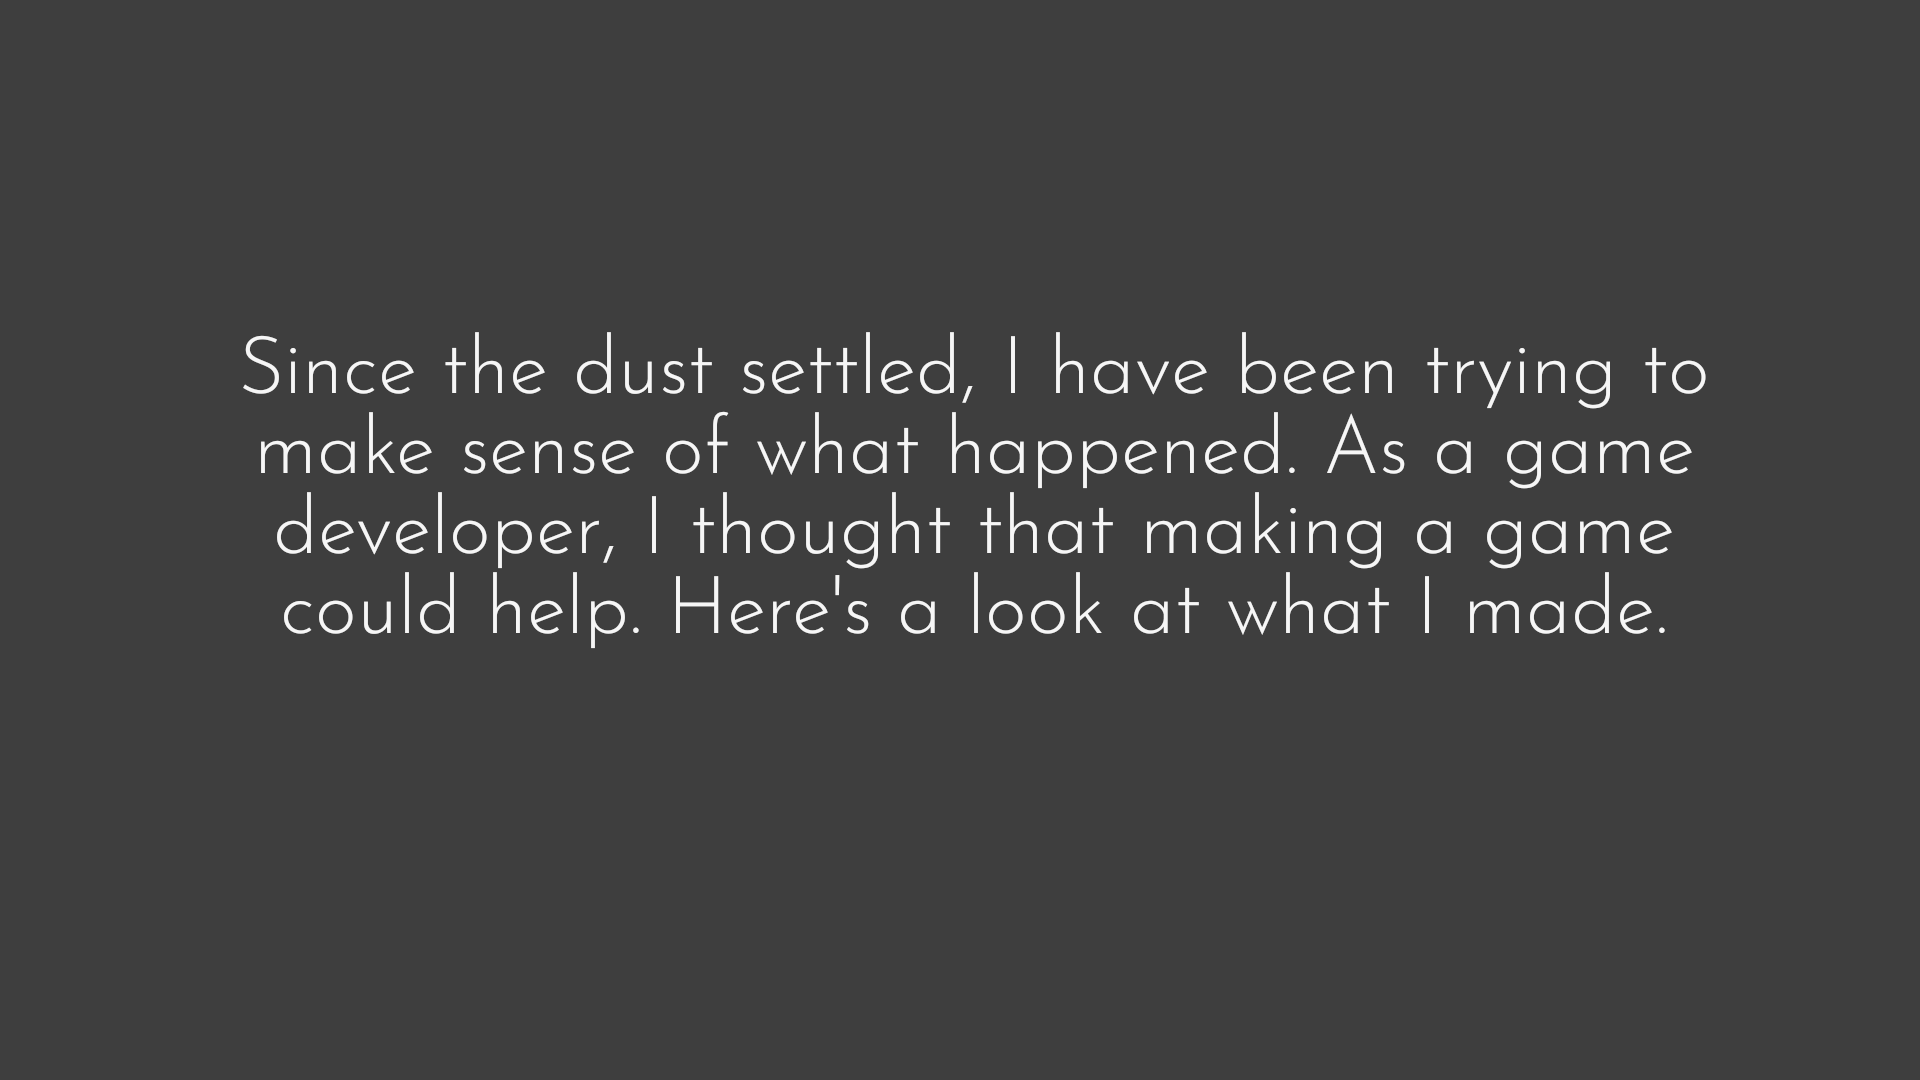 Since the dust settled, I have been trying to
make sense of what happened. As a game
developer, I thought that making a game
could help. Here's a look at what I made.